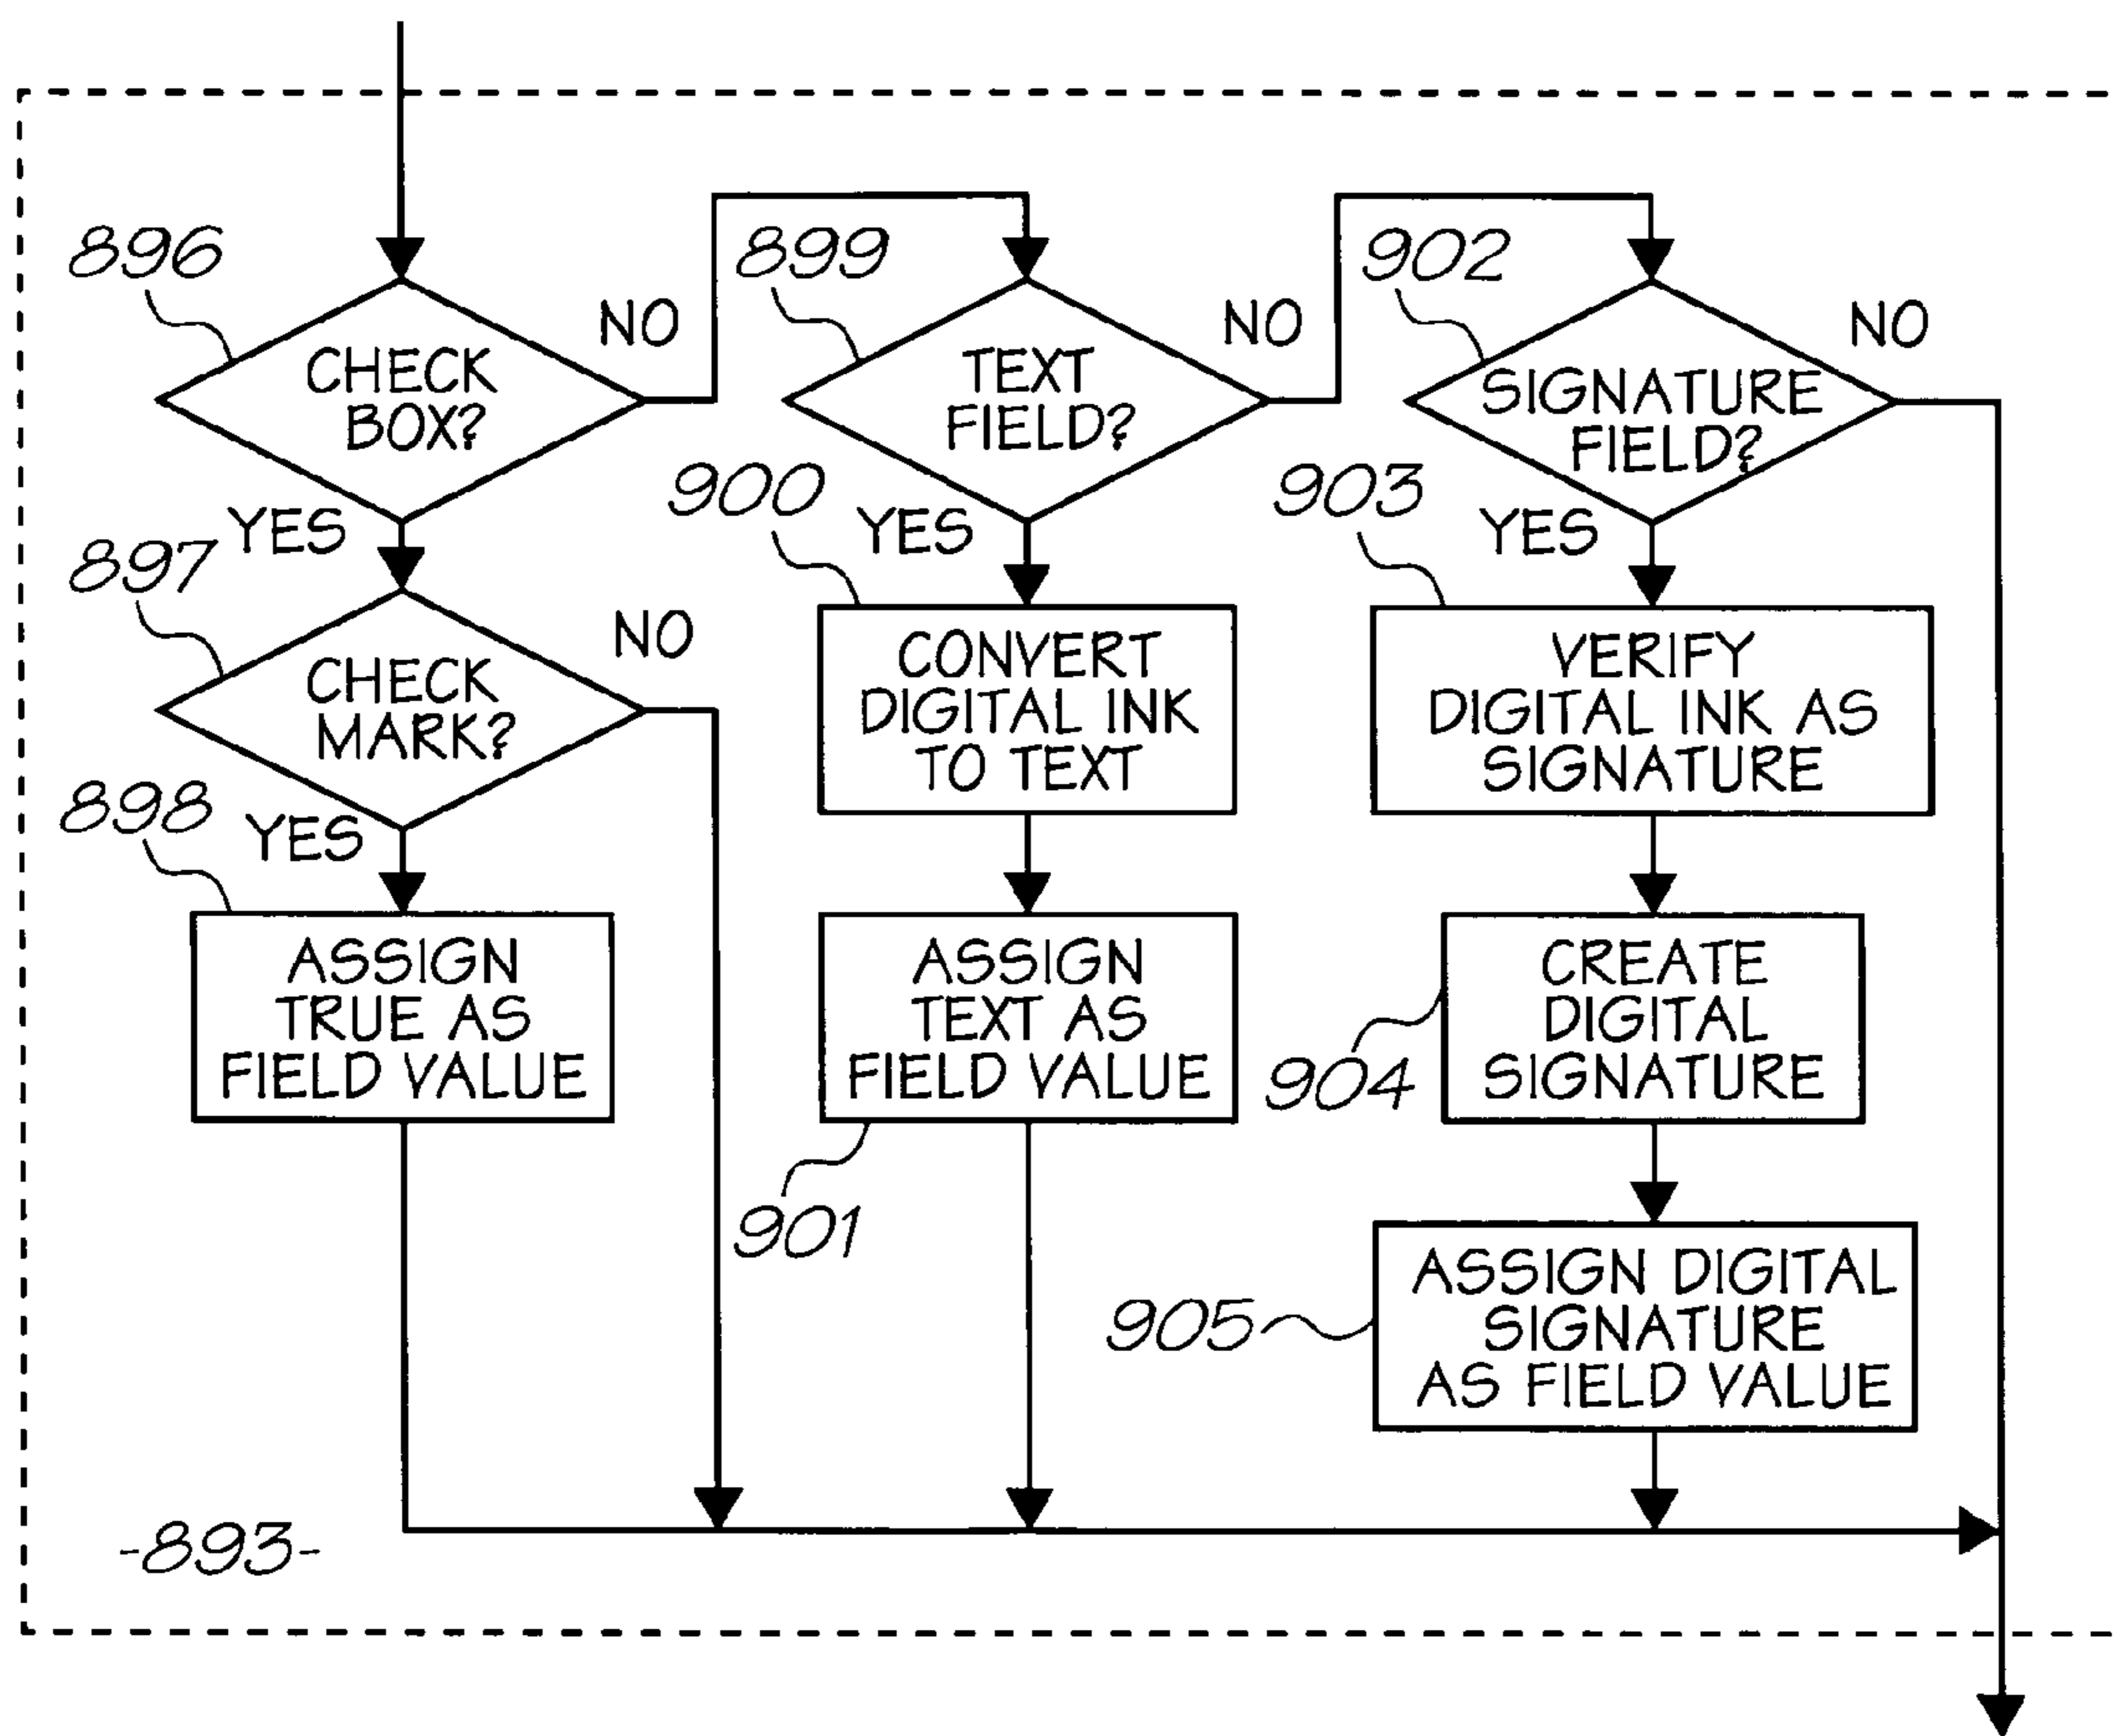 896
CHECK
BOX?
NO
YES
899
TEXT
FIELD?
NO
YES
902
SIGNATURE
FIELD?
NO
YES
897
CHECK
MARK?
NO
YES
900
CONVERT
DIGITAL INK
TO TEXT
903
VERIFY
DIGITAL INK AS
SIGNATURE
898
ASSIGN
TRUE AS
FIELD VALUE
ASSIGN
TEXT AS
FIELD VALUE
901
CREATE
DIGITAL
SIGNATURE
904
ASSIGN DIGITAL
SIGNATURE
AS FIELD VALUE
905
-893-